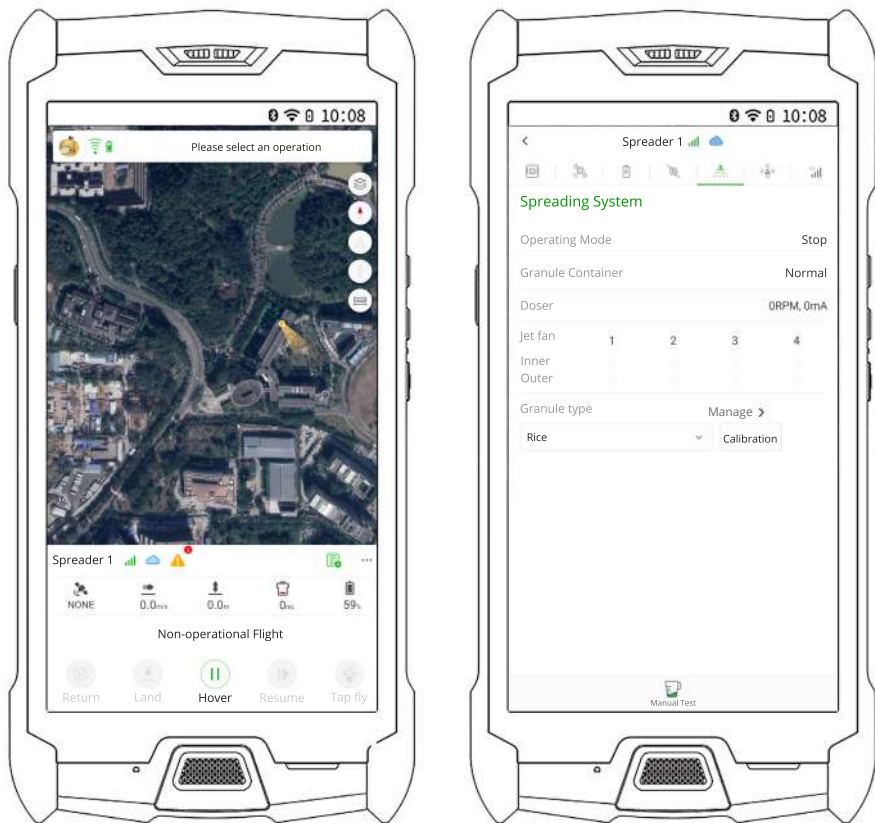 10:08
Please select an operation
Spreader 1
1
NONE
0.0m/s
0.0m
0mL
59%
Non-operational Flight
Return
Land
Hover
Resume
Tap fly
10:08
Spreader 1
Spreading System
Operating Mode
Stop
Granule Container
Normal
Doser
0RPM, 0mA
Jet fan
1
2
3
4
Inner
Outer
Granule type
Manage
Rice
Calibration
Manual Test